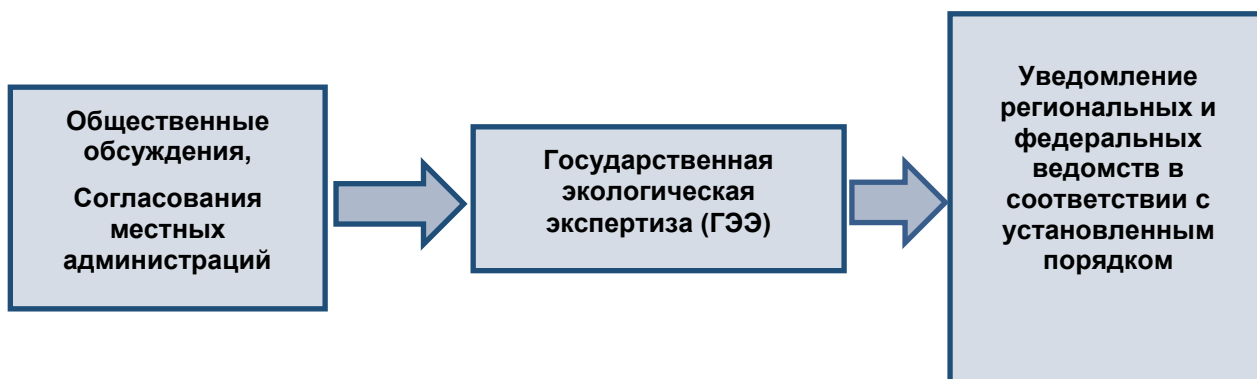 Общественные
обсуждения,
Согласования
местных
администраций
Государственная
экологическая
экспертиза (ГЭЭ)
Уведомление
региональных и
федеральных
ведомств в
соответствии с
установленным
порядком